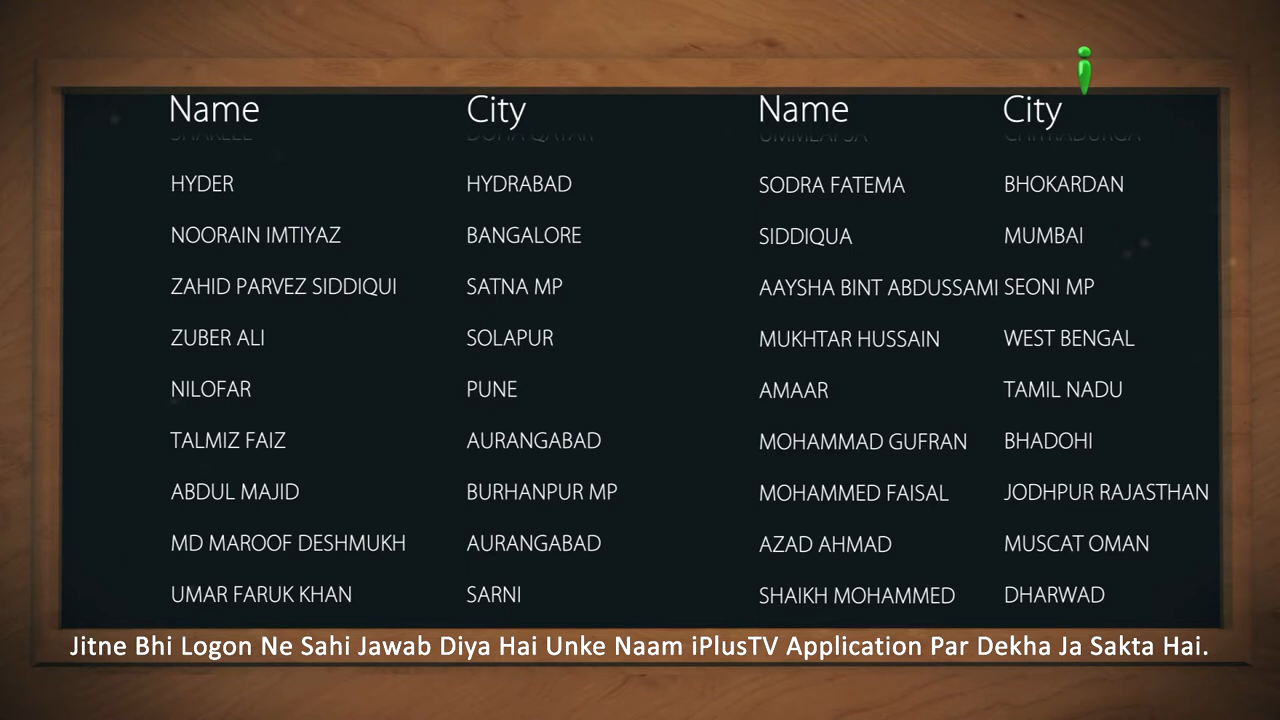 Name City Name City
HYDER HYDRABAD SODRA FATEMA BHOKARDAN
NOORAIN IMTIYAZ BANGALORE SIDDIQUA MUMBAI
ZAHID PARVEZ SIDDIQUI SATNA MP AAYSHA BINT ABDUSSAMI SEONI MP
ZUBER ALI SOLAPUR MUKHTAR HUSSAIN WEST BENGAL
NILOFAR PUNE AMAAR TAMIL NADU
TALMIZ FAIZ AURANGABAD MOHAMMAD GUFRAN BHADOHI
ABDUL MAJID BURHANPUR MP MOHAMMED FAISAL JODHPUR RAJASTHAN
MD MAROOF DESHMUKH AURANGABAD AZAD AHMAD MUSCAT OMAN
UMAR FARUK KHAN SARNI SHAIKH MOHAMMED DHARWAD
Jitne Bhi Logon Ne Sahi Jawab Diya Hai Unke Naam iPlusTV Application Par Dekha Ja Sakta Hai.